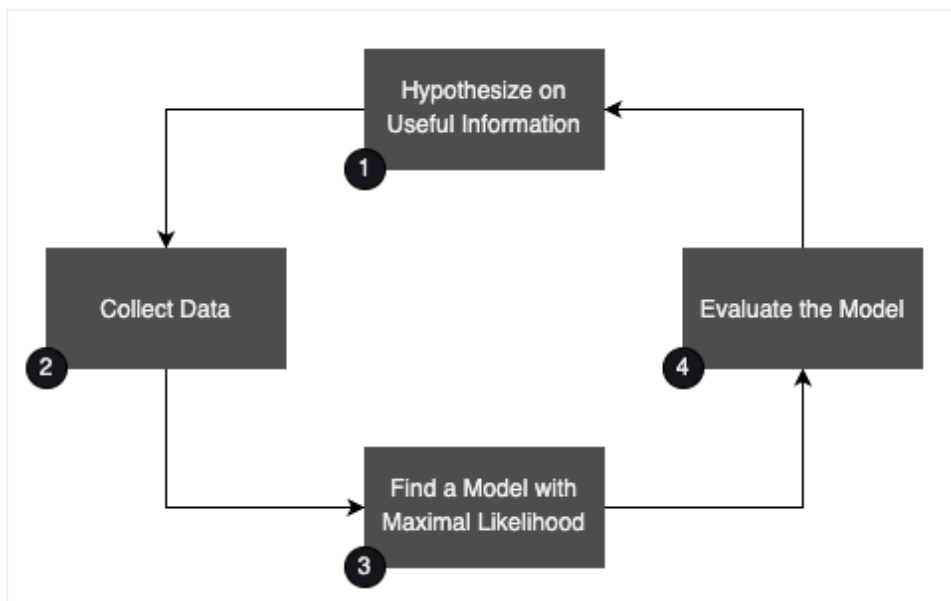 Hypothesize on
Useful Information
1
Collect Data
2
Find a Model with
Maximal Likelihood
3
Evaluate the Model
4